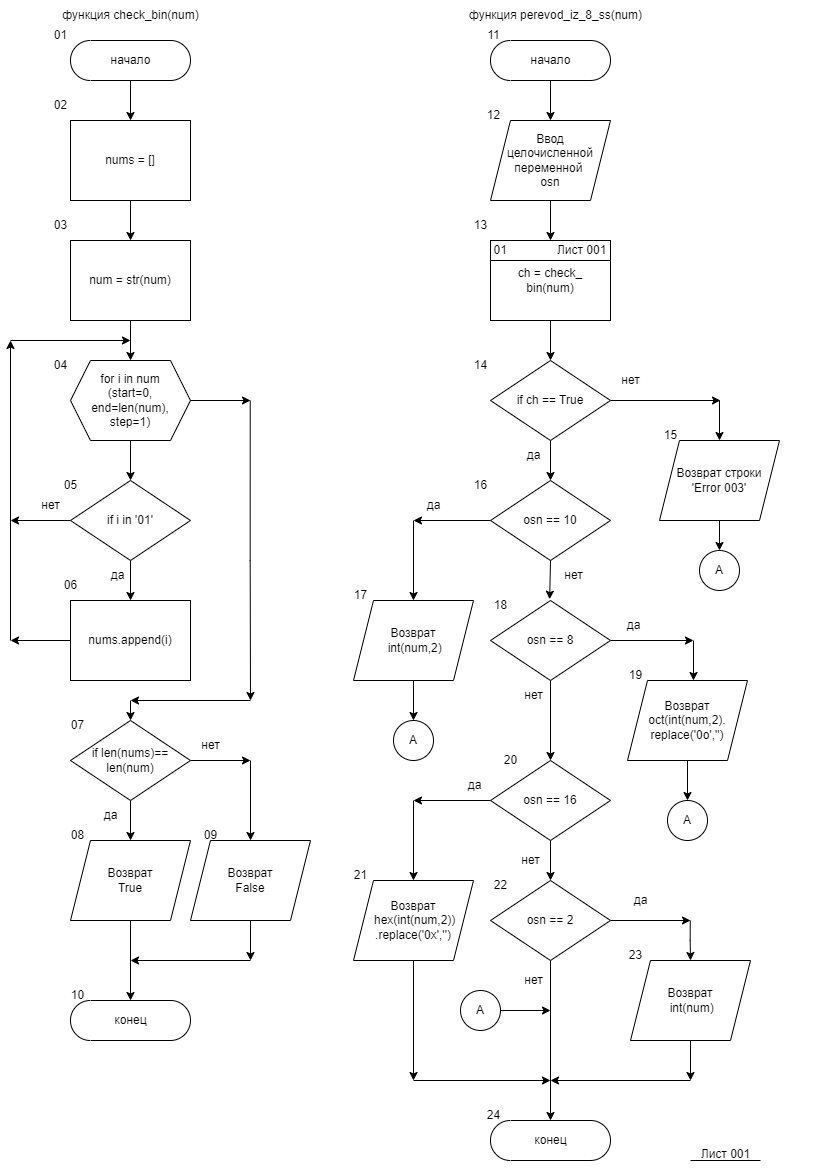 функция check_bin(num)
01
начало
02
nums = []
03
num = str(num)
04
for i in num
(start=0,
end=len(num),
step=1)
05
нет
if i in '01'
да
06
nums.append(i)
07
if len(nums)==
len(num)
нет
да
08
Возврат
True
09
Возврат
False
10
конец
функция perevod_iz_8_ss(num)
11
начало
12
Ввод
целочисленной
переменной
osn
13
01 Лист 001
ch = check_
bin(num)
14
if ch == True
нет
да
15
Возврат строки
'Error 003'
A
16
да
osn == 10
нет
17
Возврат
int(num,2)
A
18
osn == 8
да
нет
19
Возврат
oct(int(num,2).
replace('0o','')
A
20
да
osn == 16
нет
21
Возврат
hex(int(num,2))
.replace('0x','')
22
osn == 2
да
нет
23
Возврат
int(num)
A
24
конец
Лист 001